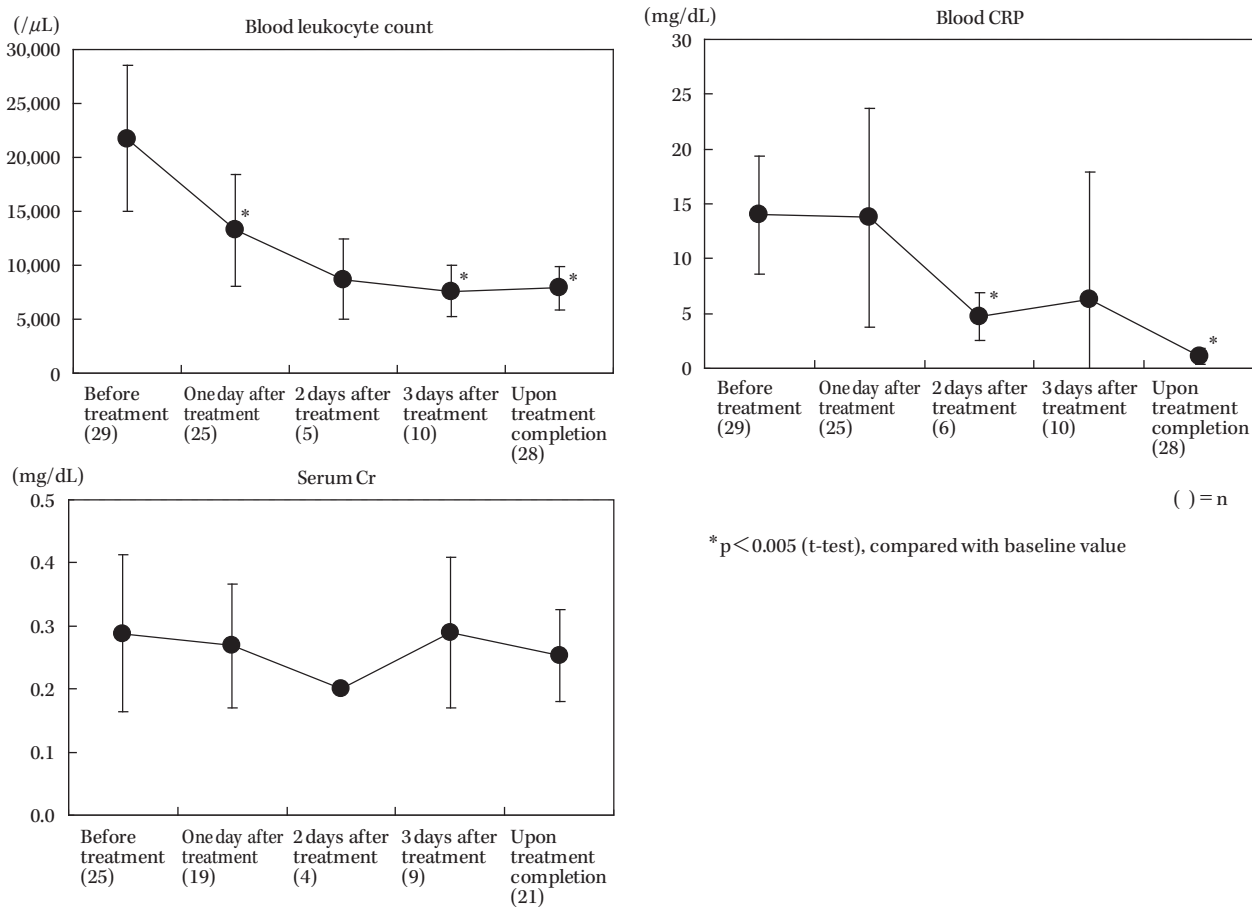 (/μL)
Blood leukocyte count
30,000
25,000
20,000
15,000
10,000
5,000
0
*
*
*
Before treatment (29)
One day after treatment (25)
2 days after treatment (5)
3 days after treatment (10)
Upon treatment completion (28)
(mg/dL)
Blood CRP
30
25
20
15
10
5
0
*
*
Before treatment (29)
One day after treatment (25)
2 days after treatment (6)
3 days after treatment (10)
Upon treatment completion (28)
(mg/dL)
Serum Cr
0.5
0.4
0.3
0.2
0.1
0.0
Before treatment (25)
One day after treatment (19)
2 days after treatment (4)
3 days after treatment (9)
Upon treatment completion (21)
( ) = n
*p<0.005 (t-test), compared with baseline value